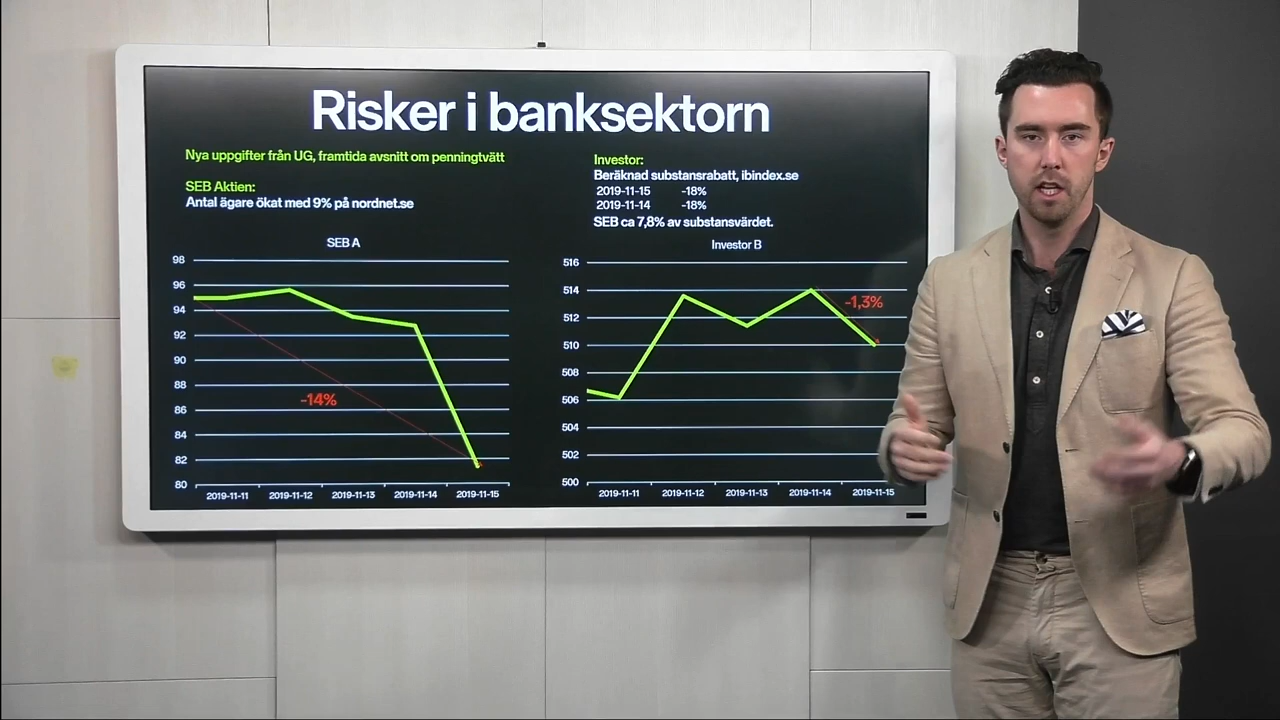 Risker i banksektorn
Nya uppgifter från UG, framtida avsnitt om penningtvätt
SEB Aktien:
Antal ägare ökat med 9% på nordnet.se
SEB A
98
96
94
92
90
88
86
84
82
80
-14%
2019-11-11 2019-11-12 2019-11-13 2019-11-14 2019-11-15
Investor:
Beräknad substansrabatt, ibindex.se
2019-11-15 -18%
2019-11-14 -18%
SEB ca 7,8% av substansvärdet.
Investor B
516
514
512
510
508
506
504
502
500
-1,3%
2019-11-11 2019-11-12 2019-11-13 2019-11-14 2019-11-15